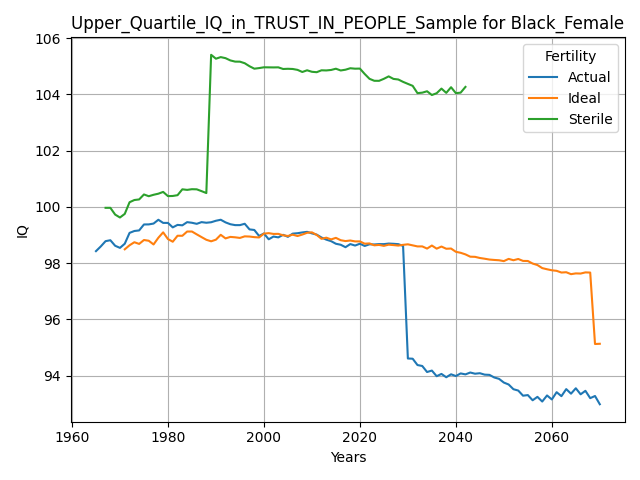 Upper_Quartile_IQ_in_TRUST_IN_PEOPLE_Sample for Black_Female
106
104
102
100
98
96
94
IQ
1960
1980
2000
2020
2040
2060
Years
Fertility
Actual
Ideal
Sterile